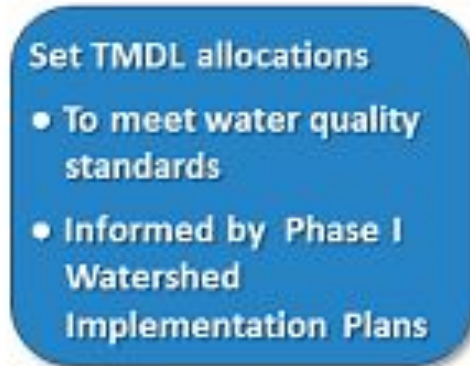 Set TMDL allocations
● To meet water quality
standards
● Informed by Phase I
Watershed
Implementation Plans